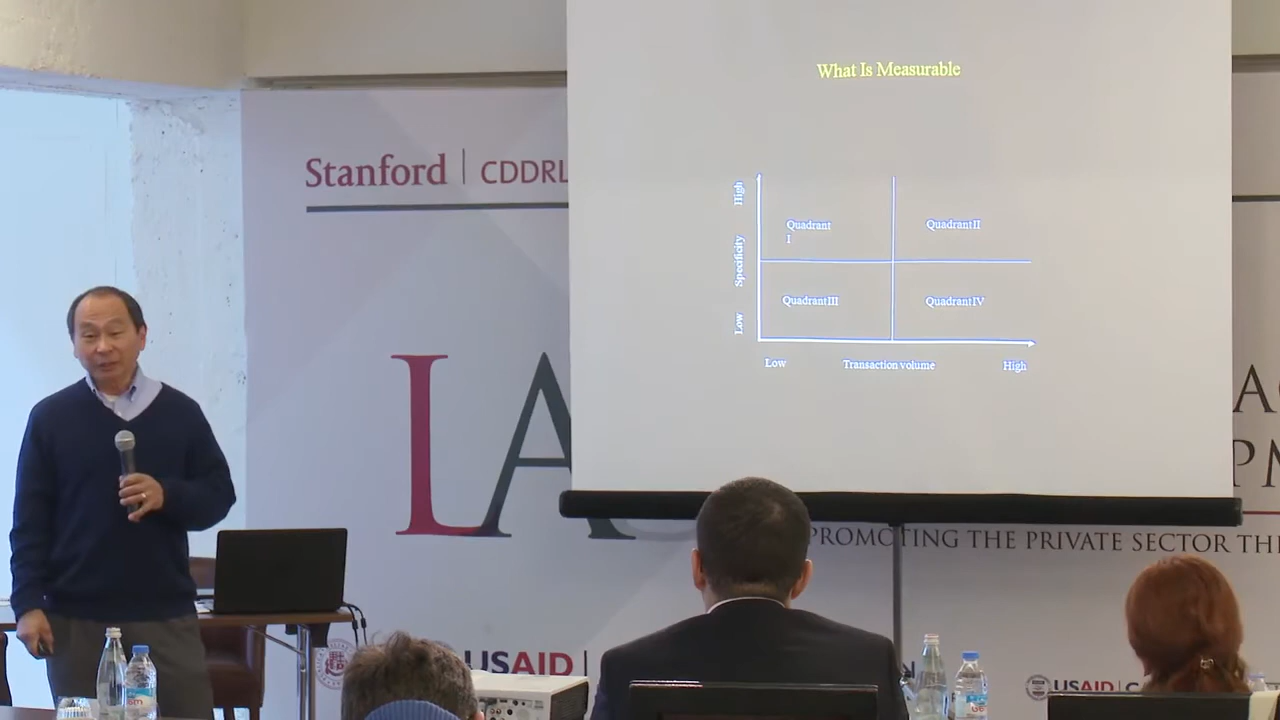 What Is Measurable
Stanford | CDDRL
High
Quadrant
I
QuadrantII
Specificity
QuadrantIII
QuadrantIV
Low
Low
Transaction volume
High
LA
PROMOTING THE PRIVATE SECTOR
USAID
USAID